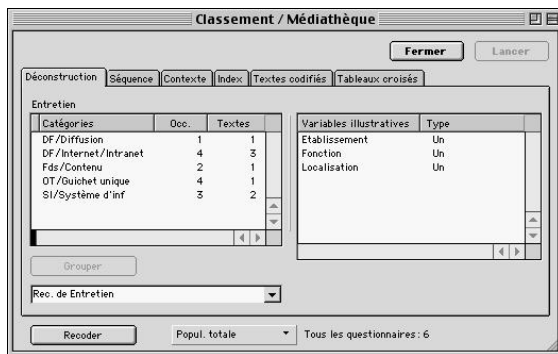 Classement / Médiathèque
Fermer Lancer
Déconstruction Séquence Contexte Index Textes codifiés Tableaux croisés
Entretien
Catégories Occ. Textes Variables illustratives Type
DF/Diffusion 1 1 Etablissement Un
DF/Internet/Intranet 4 3 Fonction Un
Fds/Contenu 2 1 Localisation Un
OT/Guichet unique 4 1
SI/Système d'inf 3 2
Grouper
Rec. de Entretien
Recoder Popul. totale Tous les questionnaires : 6